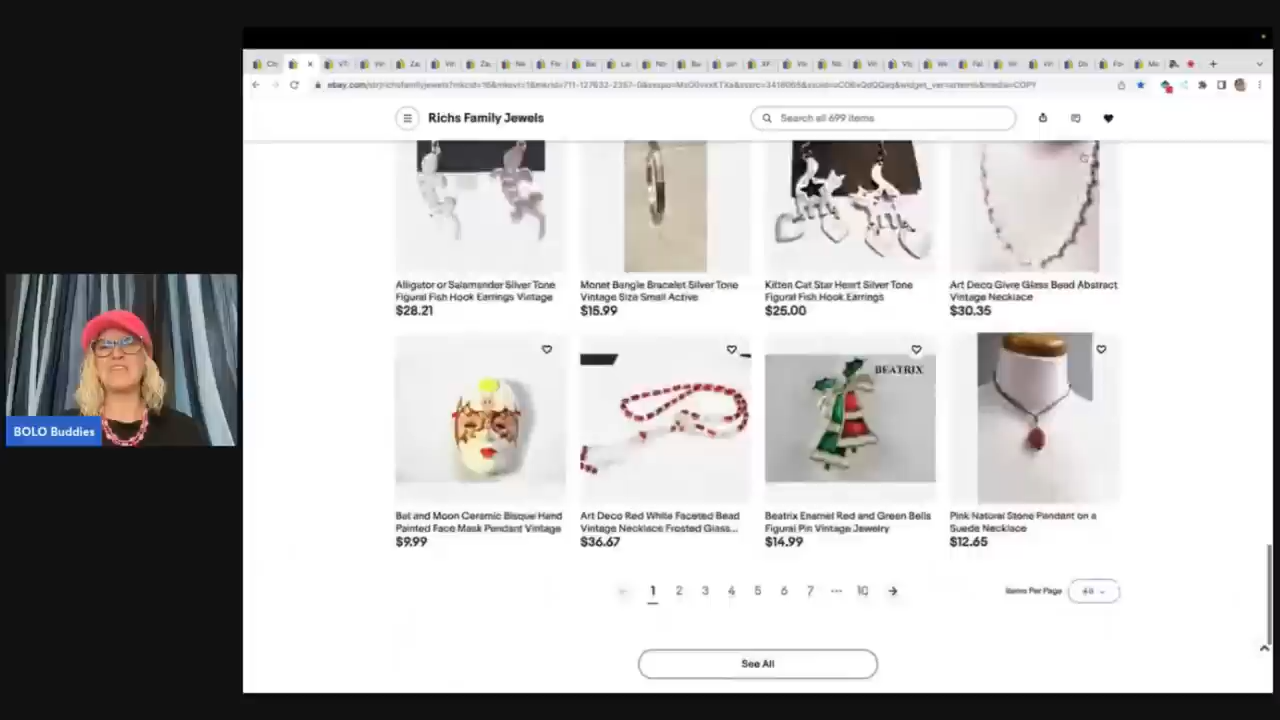 ebay.com/str/richsfamilyjewels
Richs Family Jewels
Search all 699 items
Alligator or Salamander Silver Tone
Figural Fish Hook Earrings Vintage
$28.21
Monet Bangle Bracelet Silver Tone
Vintage Size Small Active
$15.99
Kitten Cat Star Heart Silver Tone
Figural Fish Hook Earrings
$25.00
Art Deco Givre Glass Bead Abstract
Vintage Necklace
$30.35
BOLO Buddies
BEATRIX
Bat and Moon Ceramic Bisque Hand
Painted Face Mask Pendant Vintage
$9.99
Art Deco Red White Faceted Bead
Vintage Necklace Frosted Glass...
$36.67
Beatrix Enamel Red and Green Bells
Figural Pin Vintage Jewelry
$14.99
Pink Natural Stone Pendant on a
Suede Necklace
$12.65
1 2 3 4 5 6 7 ... 10
Items Per Page
See All